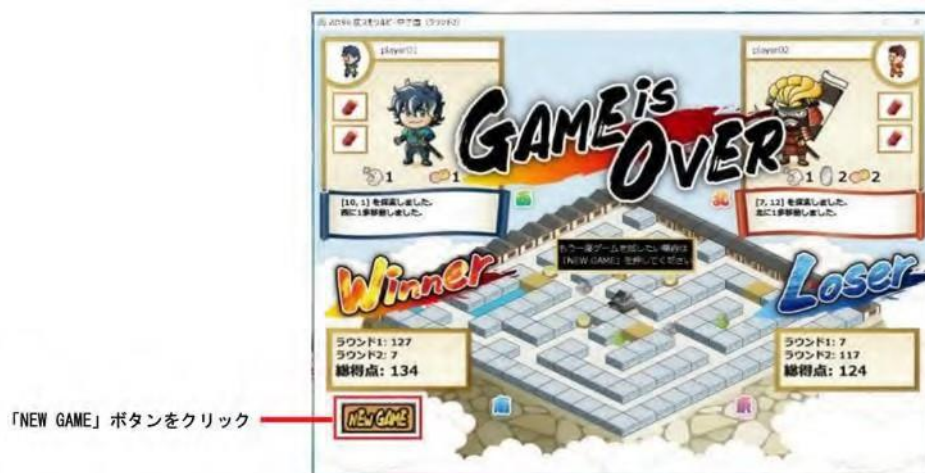 player01
player02
GAME is OVER
1
1
1 2 2
[10, 1] を探索しました。
西に1歩移動しました。
[7, 12] を探索しました。
北に1歩移動しました。
もう一度ゲームを試したい場合は
「NEW GAME」を押してください
Winner
Loser
ラウンド1: 127
ラウンド2: 7
総得点: 134
ラウンド1: 7
ラウンド2: 117
総得点: 124
「NEW GAME」ボタンをクリック
NEW GAME